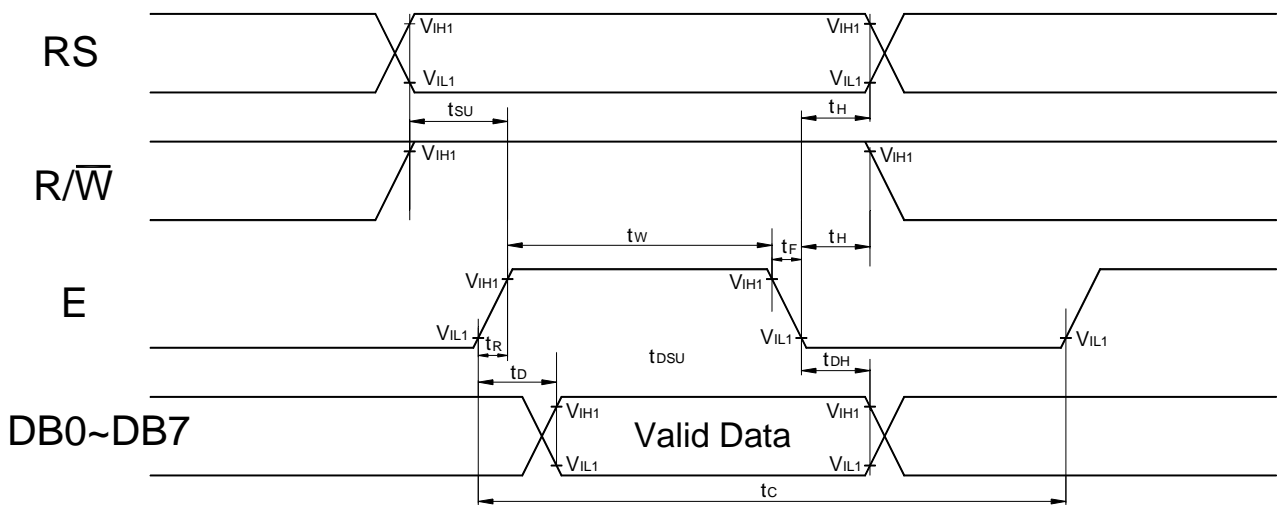 RS
VIH1
VIH1
VIL1
VIL1
tSU
tH
R/W̅
VIH1
VIH1
tW
tF
tH
E
VIH1
VIH1
VIL1
VIL1
VIL1
tR
tDSU
tD
tDH
DB0~DB7
VIH1
VIH1
Valid Data
VIL1
VIL1
tC